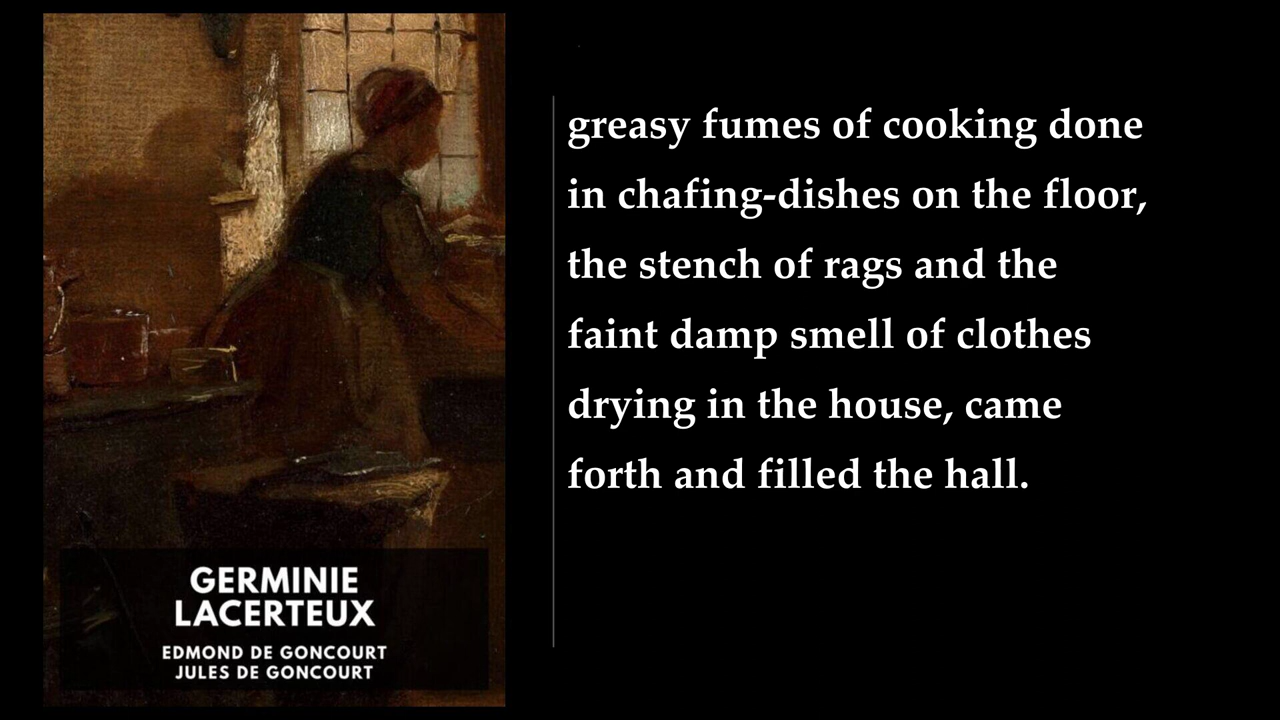 GERMINIE
LACERTEUX
EDMOND DE GONCOURT
JULES DE GONCOURT
greasy fumes of cooking done
in chafing-dishes on the floor,
the stench of rags and the
faint damp smell of clothes
drying in the house, came
forth and filled the hall.